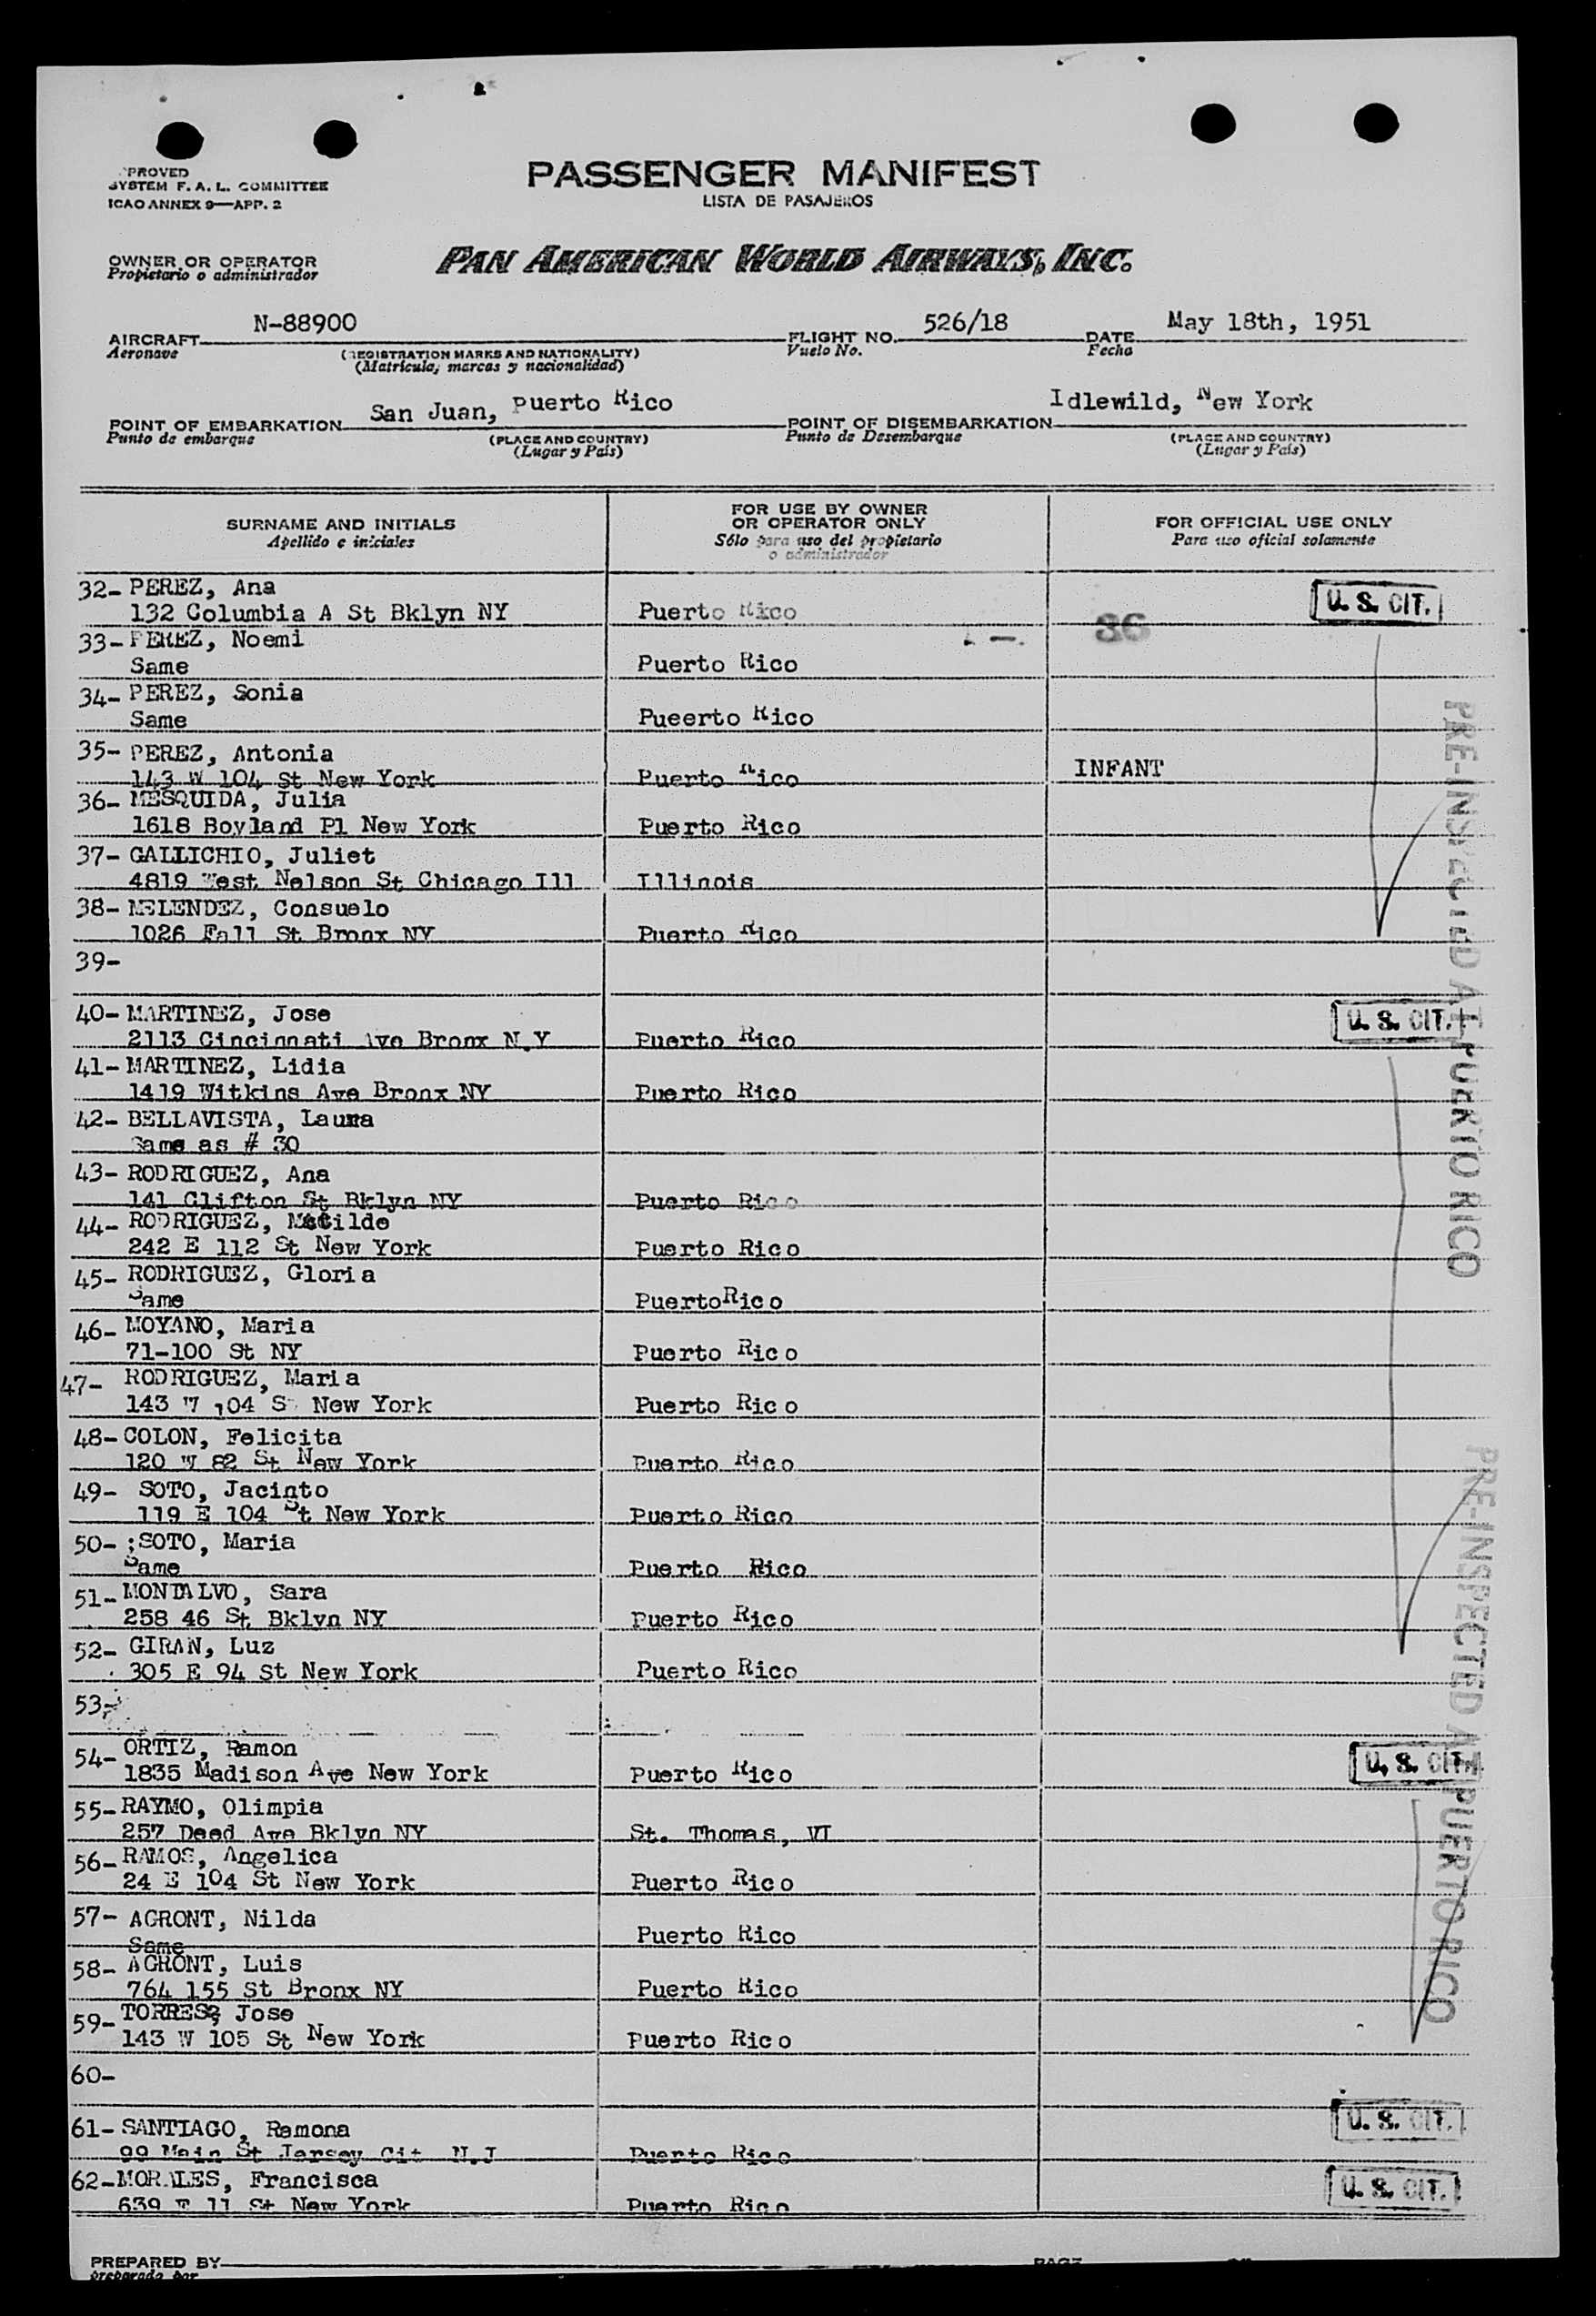 PASSENGER MANIFEST
LISTA DE PASAJEROS
SYSTEM F. A. L. COMMITTEE
ICAO ANNEX 9—APP. 2
OWNER OR OPERATOR
Propietario o administrador
PAN AMERICAN WORLD AIRWAYS, INC.
AIRCRAFT N-88900 FLIGHT NO. 526/18 DATE May 18th, 1951
Aeronave (REGISTRATION MARKS AND NATIONALITY) Vuelo No. Fecha
(Matrícula, marcas y nacionalidad)
POINT OF EMBARKATION San Juan, Puerto Rico POINT OF DISEMBARKATION Idlewild, New York
Punto de embarque (PLACE AND COUNTRY) Punto de Desembarque (PLACE AND COUNTRY)
(Lugar y País) (Lugar y País)
SURNAME AND INITIALS FOR USE BY OWNER OR OPERATOR ONLY FOR OFFICIAL USE ONLY
Apellido e iniciales Sólo para uso del propietario o administrador Para uso oficial solamente
32- PEREZ, Ana U. S. CIT.
132 Columbia A St Bklyn NY Puerto Rico
36
33- PEREZ, Noemi
Same Puerto Rico
34- PEREZ, Sonia
Same Pueerto Rico
35- PEREZ, Antonia
143 W 104 St New York Puerto Rico INFANT
36- MESQUIDA, Julia
1618 Boyland Pl New York Puerto Rico
37- GALLICHIO, Juliet
4819 West Nelson St Chicago Ill Illinois
38- MELENDEZ, Consuelo
1026 Fall St Bronx NY Puerto Rico
39-
40- MARTINEZ, Jose U. S. CIT.
2113 Cincinnati Ave Bronx N.Y Puerto Rico
41- MARTINEZ, Lidia
1419 Witkins Ave Bronx NY Puerto Rico
42- BELLAVISTA, Laura
Same as # 30
43- RODRIGUEZ, Ana
141 Clifton St Bklyn NY Puerto Rico
44- RODRIGUEZ, Matilde
242 E 112 St New York Puerto Rico
45- RODRIGUEZ, Gloria
Same PuertoRico
46- MOYANO, Maria
71-100 St NY Puerto Rico
47- RODRIGUEZ, Maria
143 W 104 St New York Puerto Rico
48- COLON, Felicita
120 W 82 St New York Puerto Rico
49- SOTO, Jacinto
119 E 104 St New York Puerto Rico
50- ;SOTO, Maria
Same Puerto Rico
51- MONTALVO, Sara
258 46 St Bklyn NY Puerto Rico
52- GIRAN, Luz
305 E 94 St New York Puerto Rico
53-
54- ORTIZ, Ramon U. S. CIT.
1835 Madison Ave New York Puerto Rico
55- RAYMO, Olimpia
257 Deed Ave Bklyn NY St. Thomas, VI
56- RAMOS, Angelica
24 E 104 St New York Puerto Rico
57- AGRONT, Nilda
Same Puerto Rico
58- AGRONT, Luis
764 155 St Bronx NY Puerto Rico
59- TORRES, Jose
143 W 105 St New York Puerto Rico
60-
61- SANTIAGO, Ramona U. S. CIT.
99 Main St Jersey Cit N.J Puerto Rico
62- MORALES, Francisca U. S. CIT.
639 E 11 St New York Puerto Rico
PRE-INSPECTED AT PUERTO RICO
PRE-INSPECTED AT PUERTO RICO
PREPARED BY PAGE
preparado por